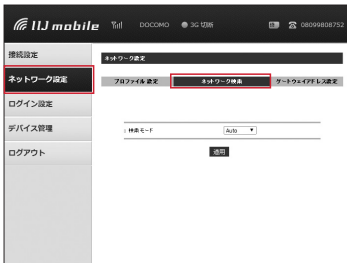 IIJ mobile DOCOMO 3G 切断 08099808752
接続設定
ネットワーク設定
ログイン設定
デバイス管理
ログアウト
ネットワーク設定
プロファイル設定 ネットワーク検索 ゲートウェイアドレス設定
: 検索モード Auto
適用